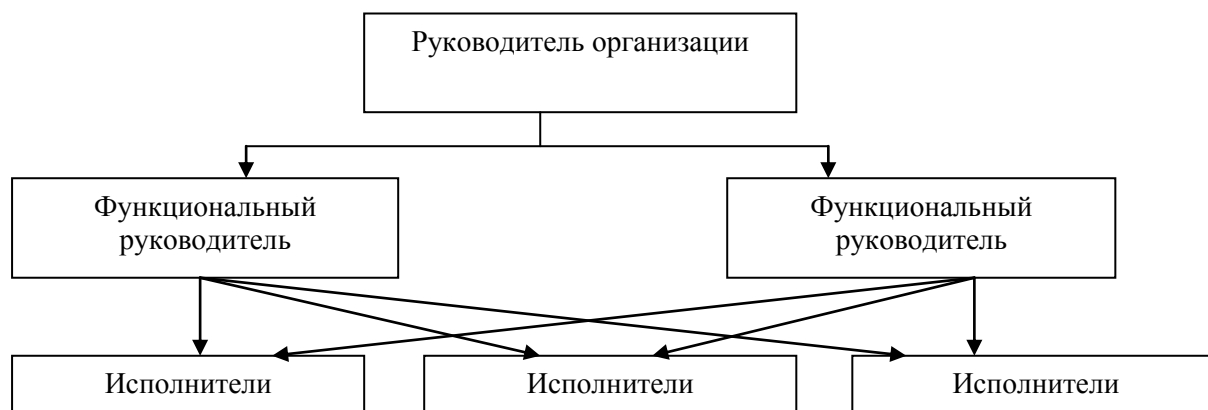 Руководитель организации
Функциональный
руководитель
Функциональный
руководитель
Исполнители
Исполнители
Исполнители